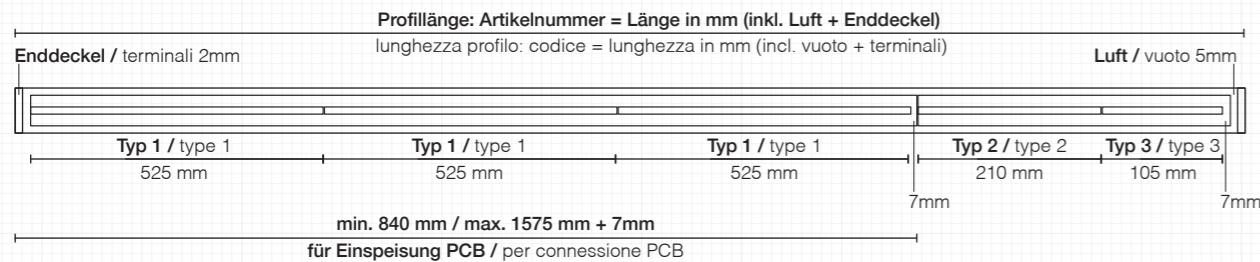 Profillänge: Artikelnummer = Länge in mm (inkl. Luft + Enddeckel)
lunghezza profilo: codice = lunghezza in mm (incl. vuoto + terminali)
Enddeckel / terminali 2mm
Luft / vuoto 5mm
Typ 1 / type 1
Typ 1 / type 1
Typ 1 / type 1
Typ 2 / type 2
Typ 3 / type 3
525 mm
525 mm
525 mm
210 mm
105 mm
7mm
7mm
min. 840 mm / max. 1575 mm + 7mm
für Einspeisung PCB / per connessione PCB